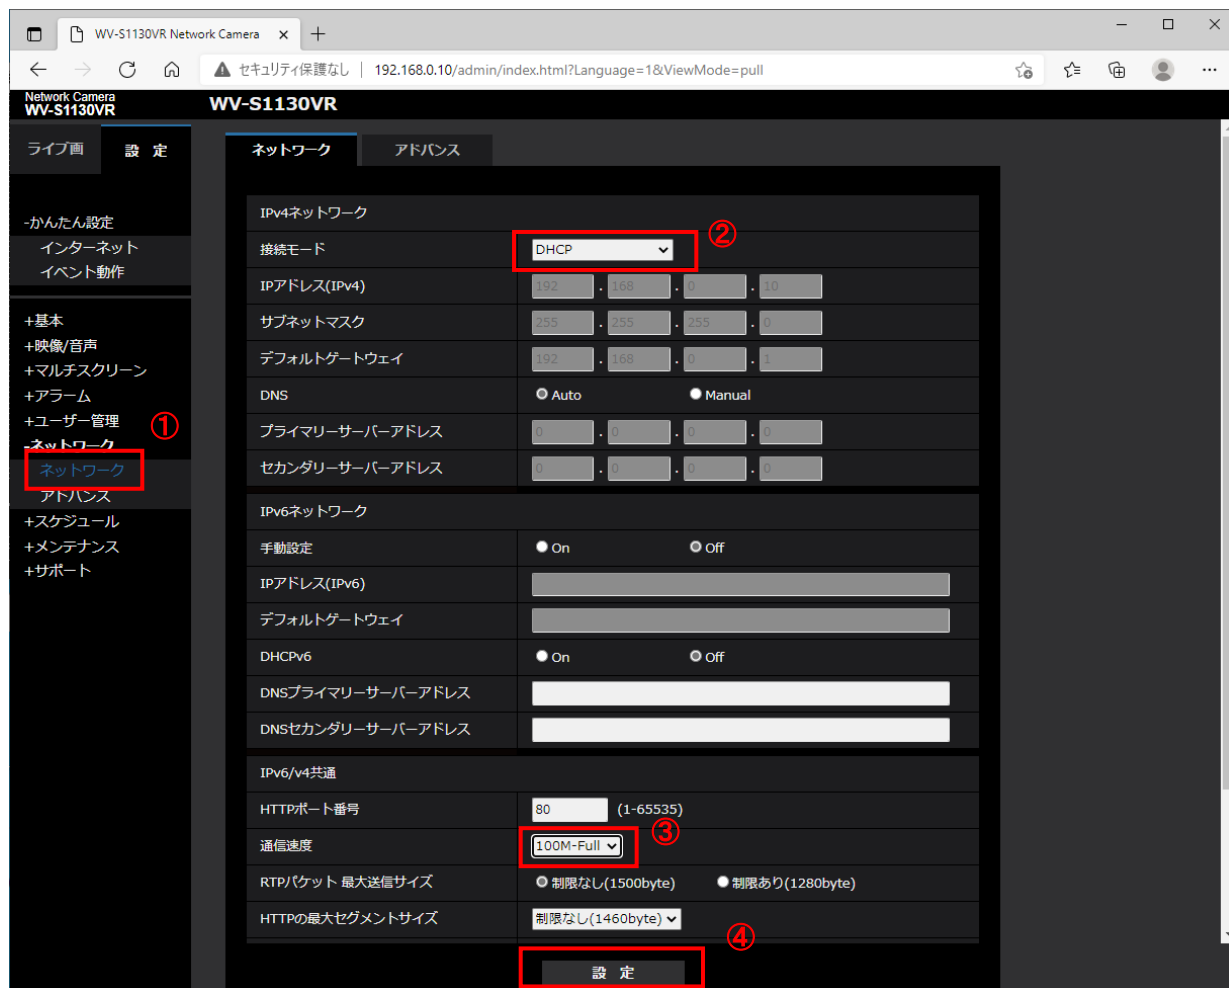 WV-S1130VR Network Camera
セキュリティ保護なし | 192.168.0.10/admin/index.html?Language=1&ViewMode=pull
Network Camera
WV-S1130VR
WV-S1130VR
ライブ画 設 定
ネットワーク アドバンス
-かんたん設定
インターネット
イベント動作
+基本
+映像/音声
+マルチスクリーン
+アラーム
+ユーザー管理
①
-ネットワーク
ネットワーク
アドバンス
+スケジュール
+メンテナンス
+サポート
IPv4ネットワーク
接続モード DHCP ②
IPアドレス(IPv4) 192 . 168 . 0 . 10
サブネットマスク 255 . 255 . 255 . 0
デフォルトゲートウェイ 192 . 168 . 0 . 1
DNS Auto Manual
プライマリーサーバーアドレス 0 . 0 . 0 . 0
セカンダリーサーバーアドレス 0 . 0 . 0 . 0
IPv6ネットワーク
手動設定 On Off
IPアドレス(IPv6)
デフォルトゲートウェイ
DHCPv6 On Off
DNSプライマリーサーバーアドレス
DNSセカンダリーサーバーアドレス
IPv6/v4共通
HTTPポート番号 80 (1-65535)
通信速度 100M-Full ③
RTPパケット 最大送信サイズ 制限なし(1500byte) 制限あり(1280byte)
HTTPの最大セグメントサイズ 制限なし(1460byte)
④
設 定